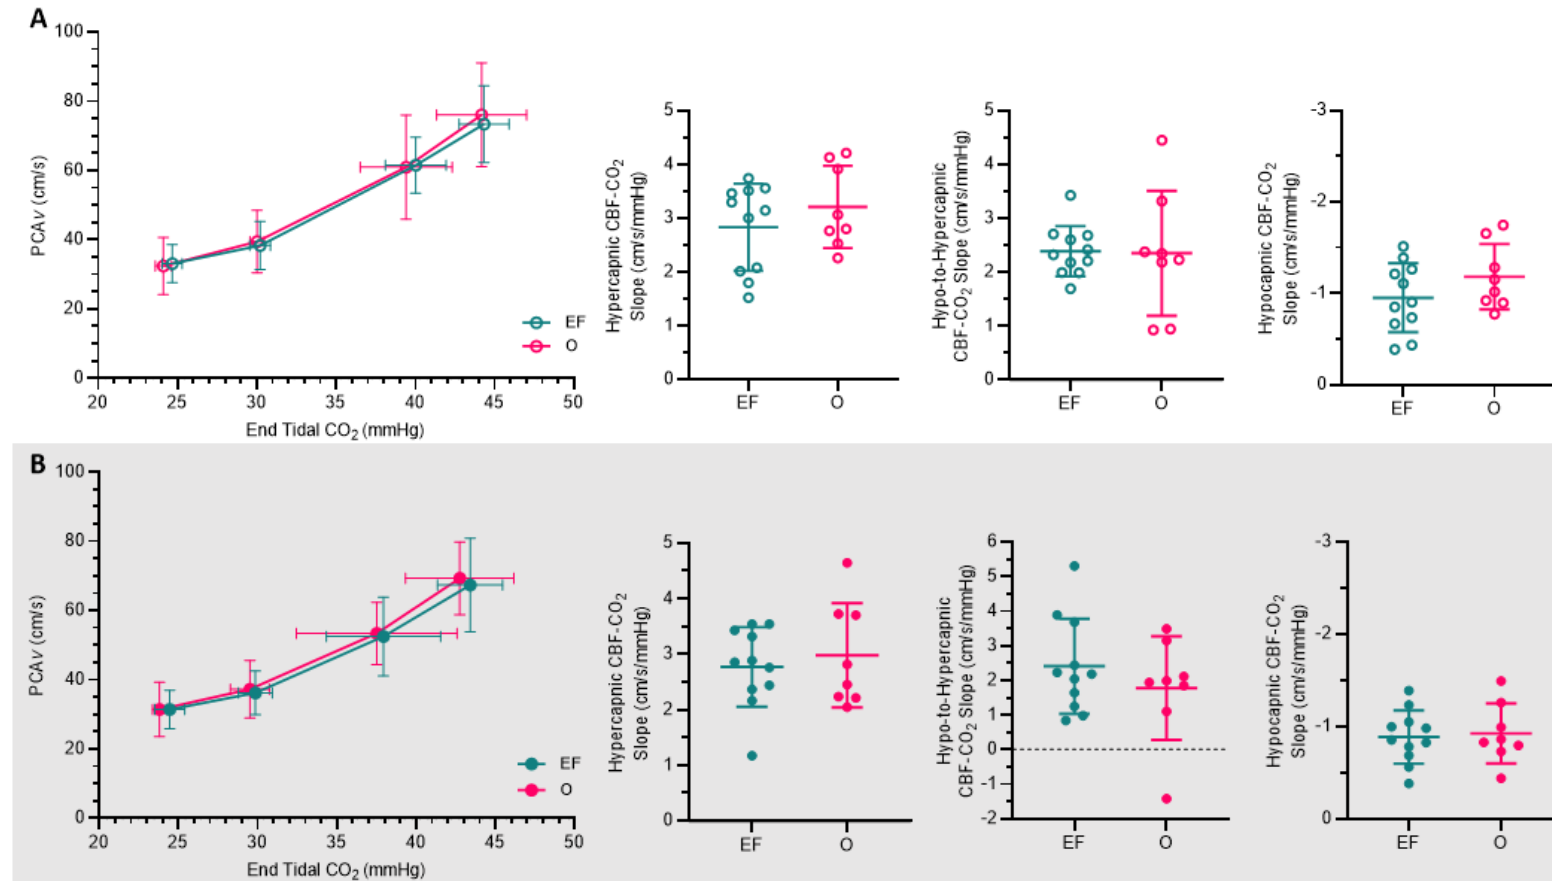 A
100
80
60
40
20
0
PCAv (cm/s)
20 25 30 35 40 45 50
End Tidal CO2 (mmHg)
EF
O
5
4
3
2
1
0
Hypercapnic CBF-CO2
Slope (cm/s/mmHg)
EF O
5
4
3
2
1
0
Hypo-to-Hypercapnic
CBF-CO2 Slope (cm/s/mmHg)
EF O
-3
-2
-1
0
Hypocapnic CBF-CO2
Slope (cm/s/mmHg)
EF O
B
100
80
60
40
20
0
PCAv (cm/s)
20 25 30 35 40 45 50
End Tidal CO2 (mmHg)
EF
O
5
4
3
2
1
0
Hypercapnic CBF-CO2
Slope (cm/s/mmHg)
EF O
6
5
4
3
2
1
0
-1
-2
Hypo-to-Hypercapnic
CBF-CO2 Slope (cm/s/mmHg)
EF O
-3
-2
-1
0
Hypocapnic CBF-CO2
Slope (cm/s/mmHg)
EF O